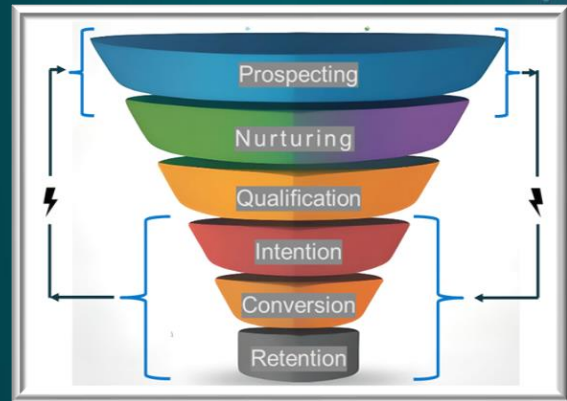 Prospecting
Nurturing
Qualification
Intention
Conversion
Retention